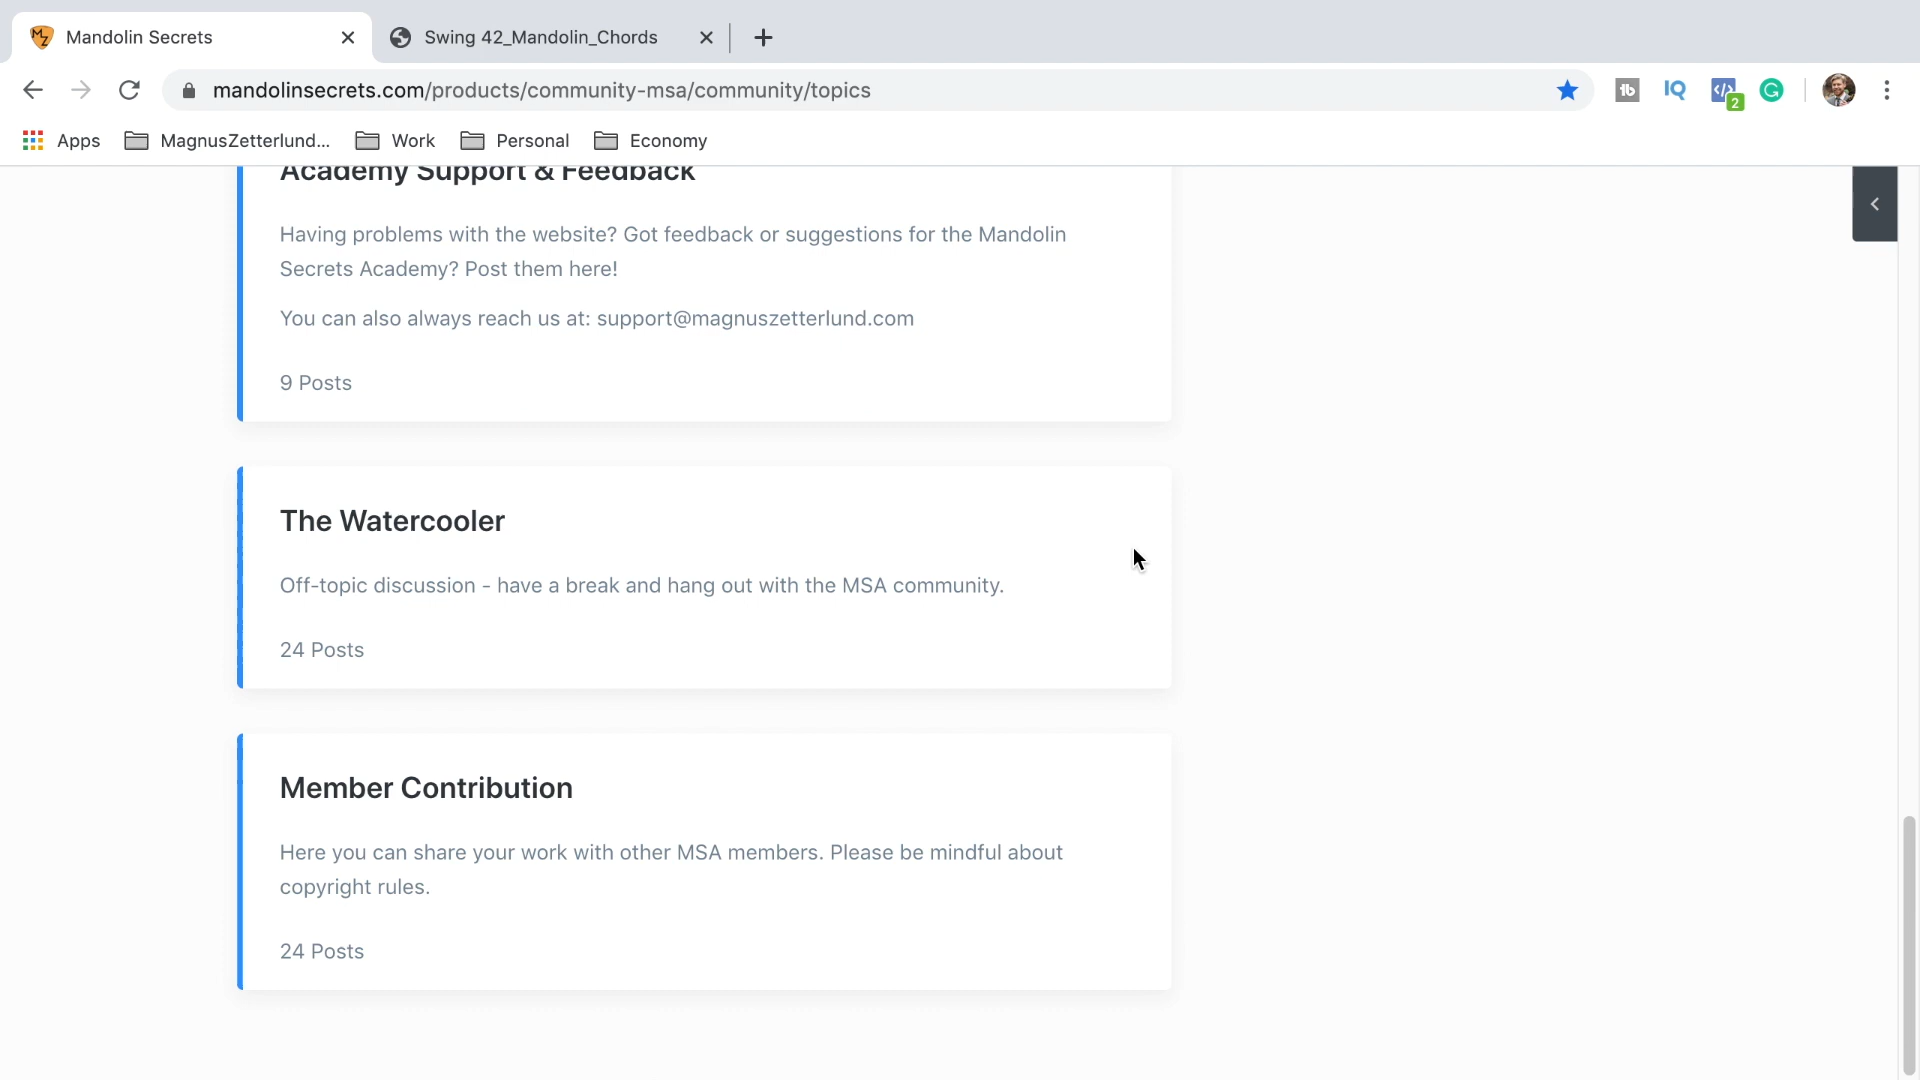 Mandolin Secrets
Swing 42_Mandolin_Chords
mandolinsecrets.com/products/community-msa/community/topics
tb
IQ
2
Apps
MagnusZetterlund...
Work
Personal
Economy
Academy Support & Feedback
Having problems with the website? Got feedback or suggestions for the Mandolin
Secrets Academy? Post them here!
You can also always reach us at: support@magnuszetterlund.com
9 Posts
The Watercooler
Off-topic discussion - have a break and hang out with the MSA community.
24 Posts
Member Contribution
Here you can share your work with other MSA members. Please be mindful about
copyright rules.
24 Posts